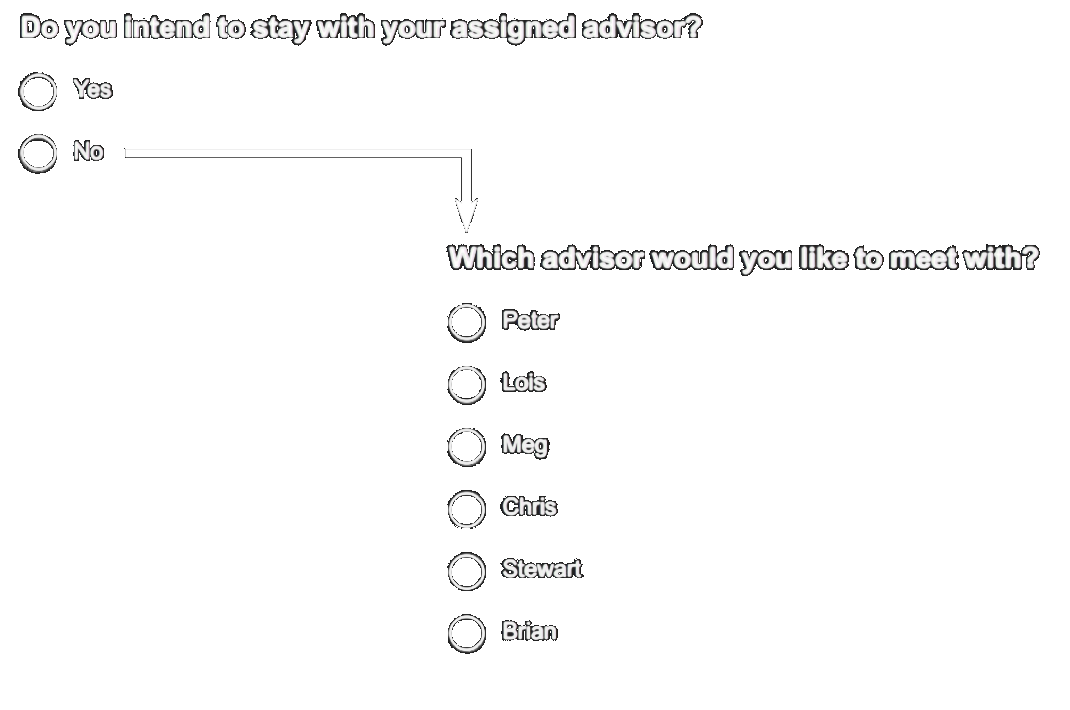 Do you intend to stay with your assigned advisor?
Yes
No
Which advisor would you like to meet with?
Peter
Lois
Meg
Chris
Stewart
Brian